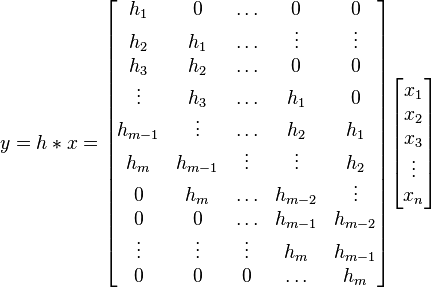 y = h ∗ x =
h_1 0 … 0 0
h_2 h_1 … ⋮ ⋮
h_3 h_2 … 0 0
⋮ h_3 … h_1 0
h_{m−1} ⋮ … h_2 h_1
h_m h_{m−1} ⋮ ⋮ h_2
0 h_m … h_{m−2} ⋮
0 0 … h_{m−1} h_{m−2}
⋮ ⋮ ⋮ h_m h_{m−1}
0 0 0 … h_m
x_1
x_2
x_3
⋮
x_n